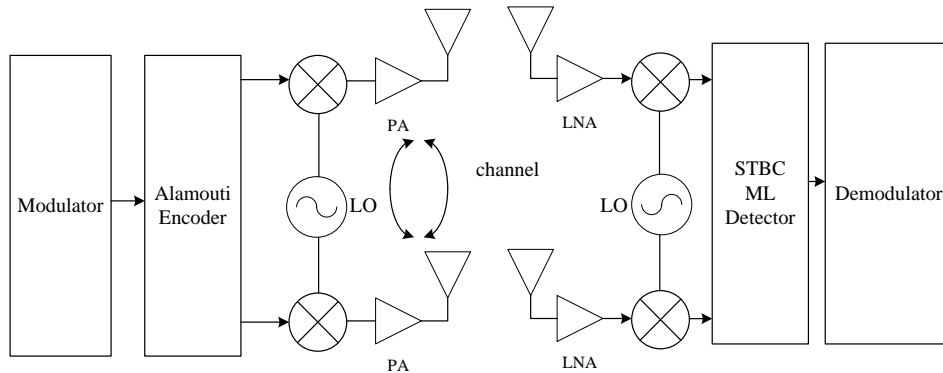 Modulator
Alamouti
Encoder
PA
LO
PA
channel
LNA
LO
LNA
STBC
ML
Detector
Demodulator